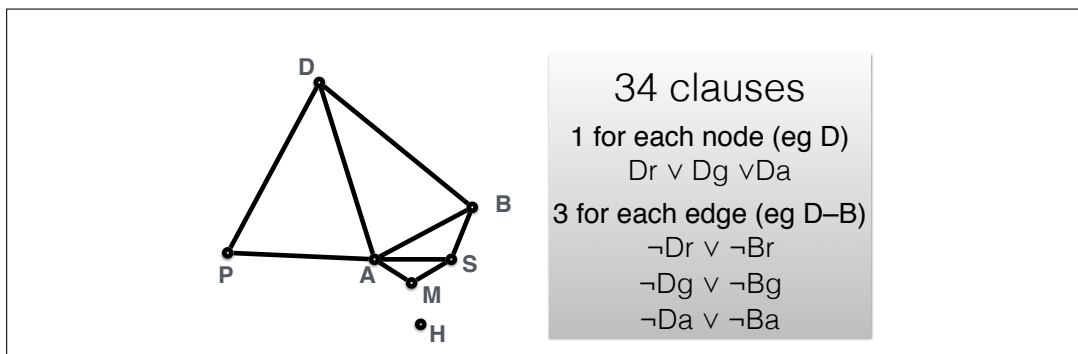 D
B
P
A
S
M
H
34 clauses
1 for each node (eg D)
Dr ∨ Dg ∨Da
3 for each edge (eg D–B)
¬Dr ∨ ¬Br
¬Dg ∨ ¬Bg
¬Da ∨ ¬Ba